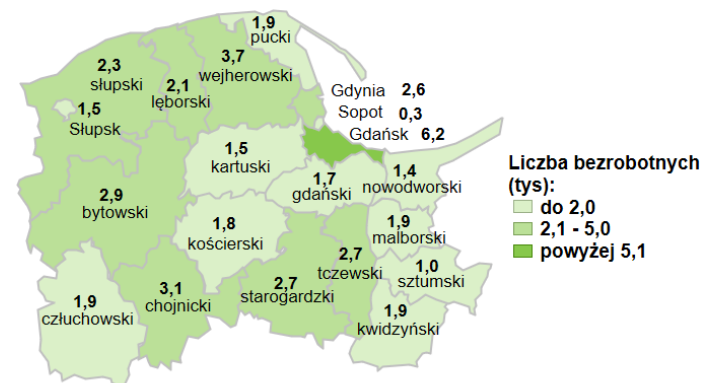 1,9
pucki
3,7
wejherowski
2,3
słupski
2,1
lęborski
Gdynia 2,6
Sopot 0,3
Gdańsk 6,2
1,5
Słupsk
1,5
kartuski
1,7
gdański
1,4
nowodworski
2,9
bytowski
1,8
kościerski
1,9
malborski
2,7
tczewski
1,0
sztumski
1,9
człuchowski
3,1
chojnicki
2,7
starogardzki
1,9
kwidzyński
Liczba bezrobotnych
(tys):
do 2,0
2,1 - 5,0
powyżej 5,1